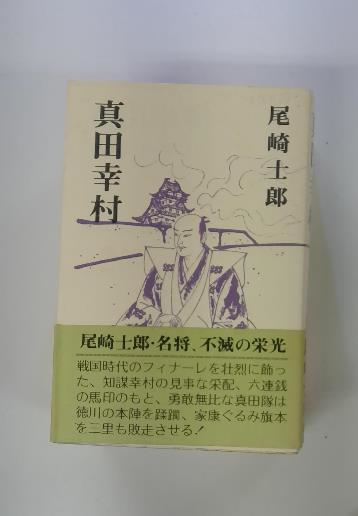 尾崎士郎
真田幸村
尾崎士郎・名将、不滅の栄光
戦国時代のフィナーレを壮烈に飾っ
た、知謀幸村の見事な采配、六連銭
の馬印のもと、勇敢無比な真田隊は
徳川の本陣を蹂躙、家康ぐるみ旗本
を三里も敗走させる！